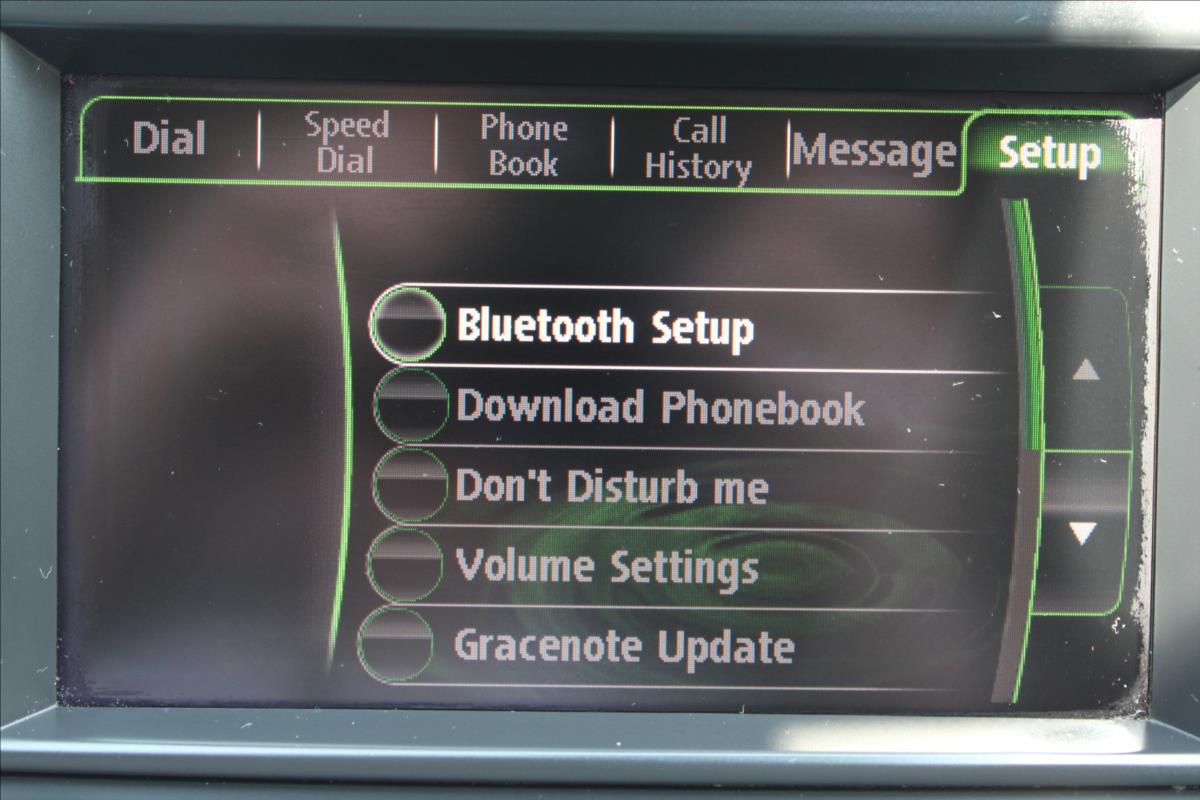 Dial
Speed
Dial
Phone
Book
Call
History
Message
Setup
Bluetooth Setup
Download Phonebook
Don't Disturb me
Volume Settings
Gracenote Update